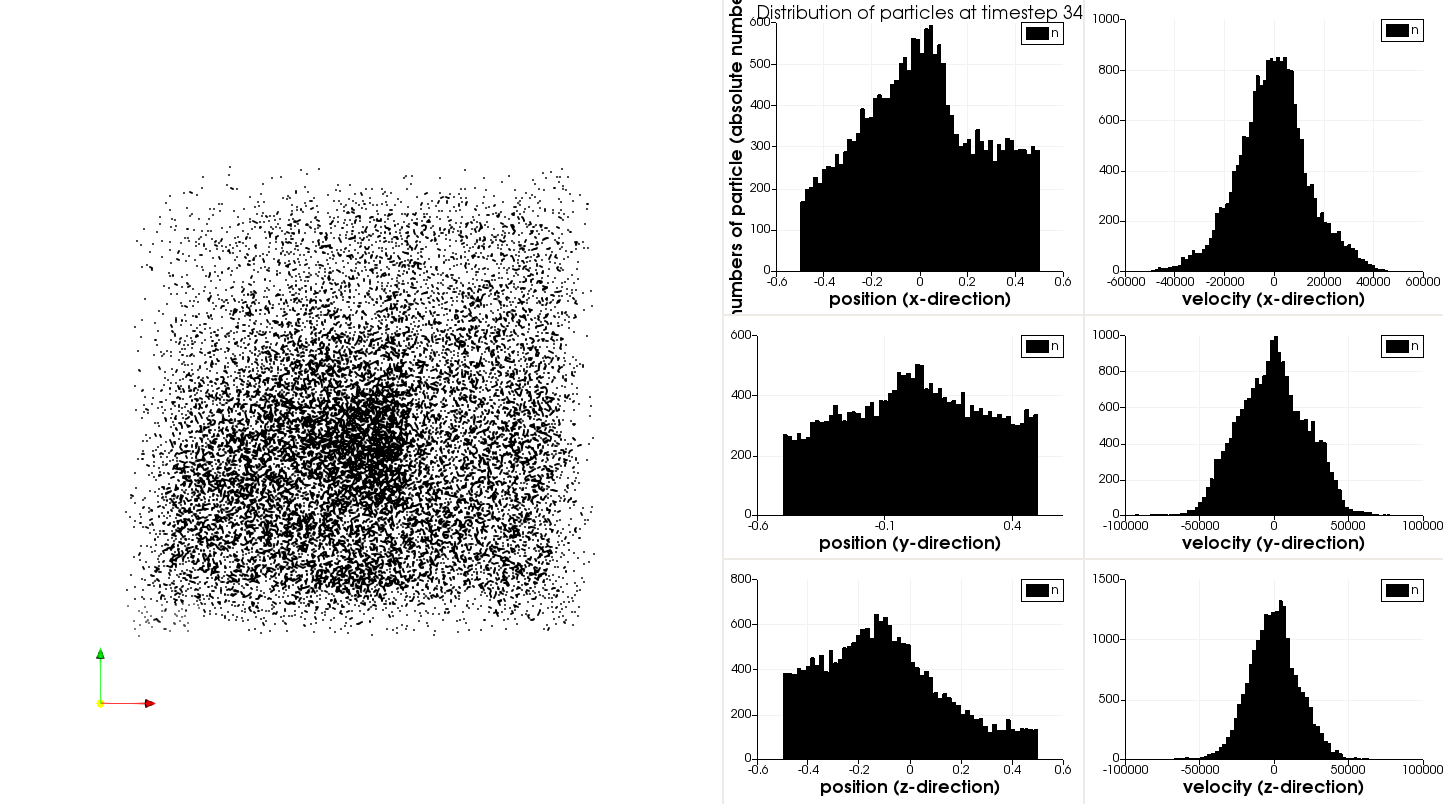 Distribution of particles at timestep 34
numbers of particle (absolute numbe
600
500
400
300
200
100
0
-0.6 -0.4 -0.2 0 0.2 0.4 0.6
position (x-direction)
n
1000
800
600
400
200
0
-60000 -40000 -20000 0 20000 40000 60000
velocity (x-direction)
n
600
400
200
0
-0.6 -0.1 0.4
position (y-direction)
n
1000
800
600
400
200
0
-100000 -50000 0 50000 100000
velocity (y-direction)
n
800
600
400
200
0
-0.6 -0.4 -0.2 0 0.2 0.4 0.6
position (z-direction)
n
1500
1000
500
0
-100000 -50000 0 50000 100000
velocity (z-direction)
n